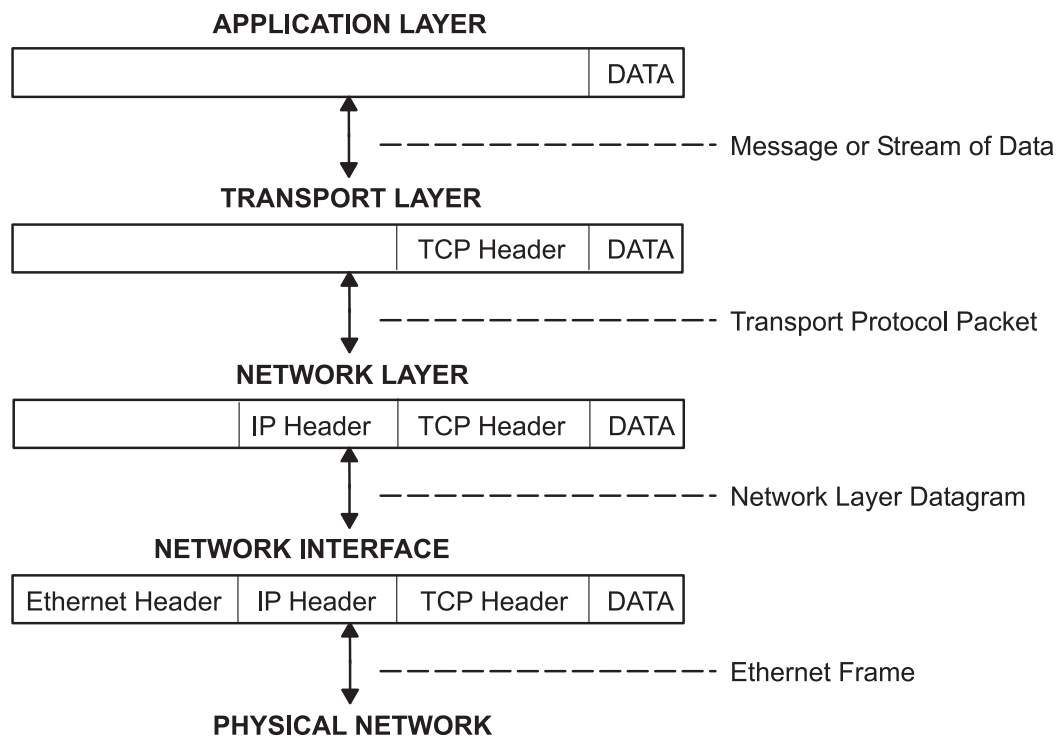 APPLICATION LAYER
DATA
Message or Stream of Data
TRANSPORT LAYER
TCP Header DATA
Transport Protocol Packet
NETWORK LAYER
IP Header TCP Header DATA
Network Layer Datagram
NETWORK INTERFACE
Ethernet Header IP Header TCP Header DATA
Ethernet Frame
PHYSICAL NETWORK